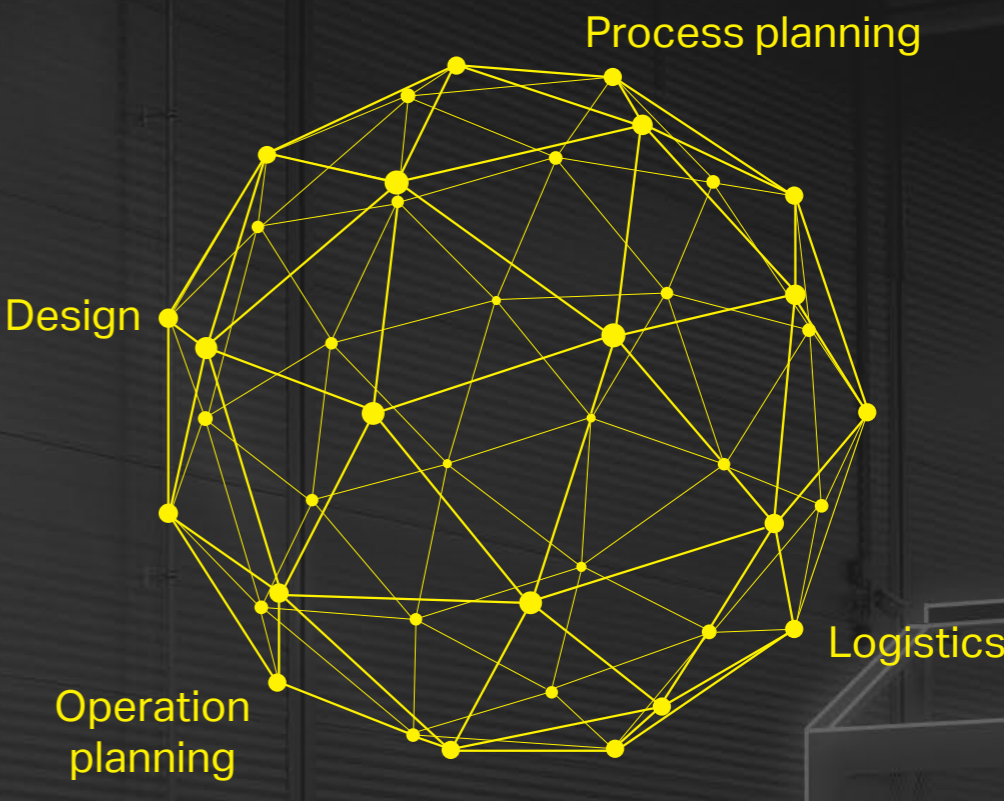 Process planning
Design
Logistics
Operation
planning